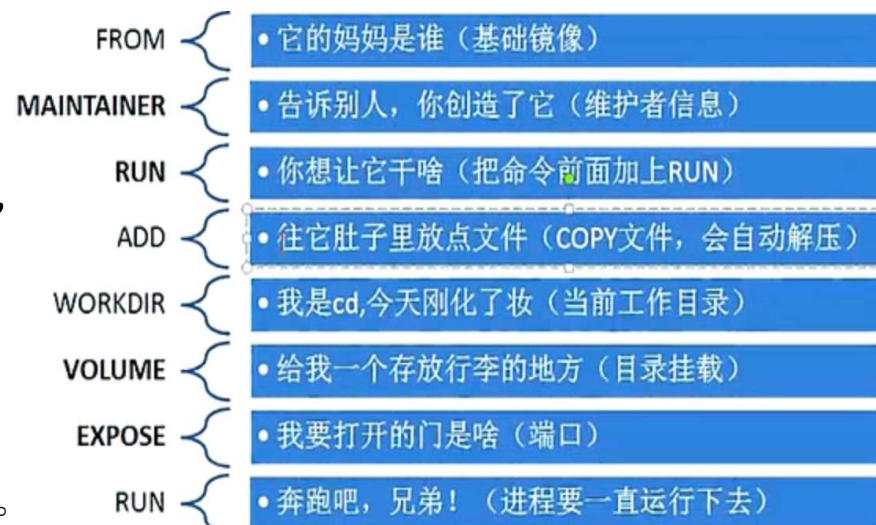 FROM
• 它的妈妈是谁（基础镜像）
MAINTAINER
• 告诉别人，你创造了它（维护者信息）
RUN
• 你想让它干啥（把命令前面加上RUN）
ADD
• 往它肚子里放点文件（COPY文件，会自动解压）
WORKDIR
• 我是cd,今天刚化了妆（当前工作目录）
VOLUME
• 给我一个存放行李的地方（目录挂载）
EXPOSE
• 我要打开的门是啥（端口）
RUN
• 奔跑吧，兄弟！（进程要一直运行下去）